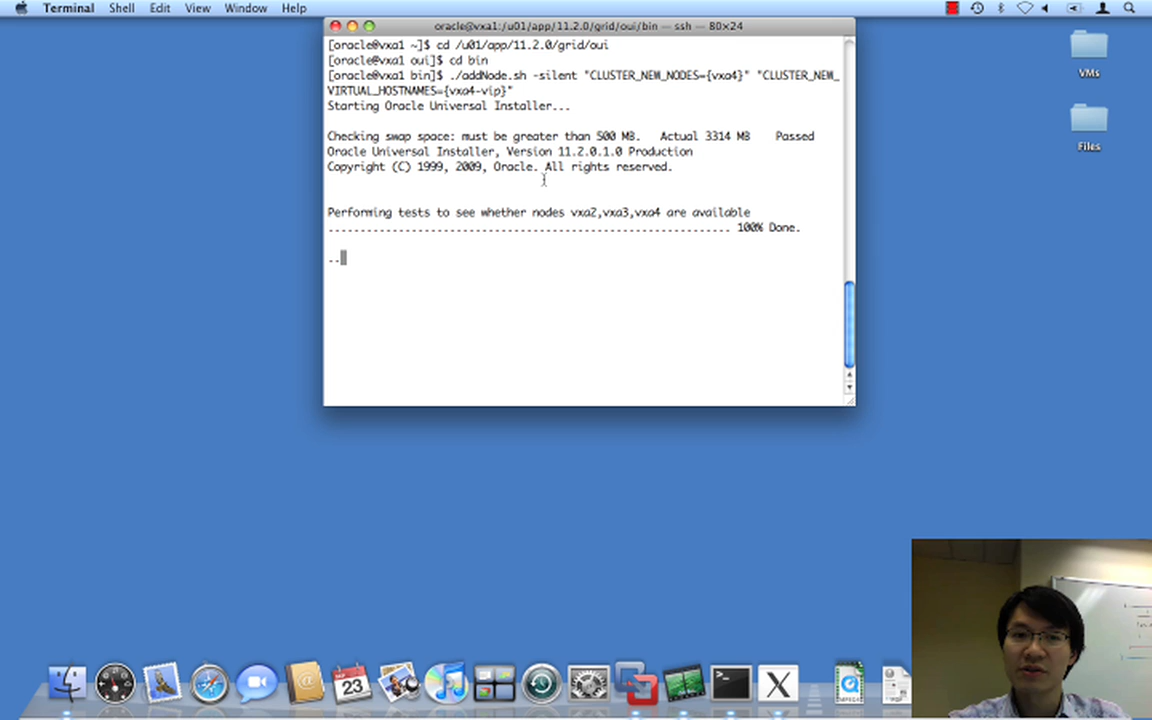 Terminal Shell Edit View Window Help
oracle@vxa1:/u01/app/11.2.0/grid/oui/bin — ssh — 80×24
[oracle@vxa1 ~]$ cd /u01/app/11.2.0/grid/oui
[oracle@vxa1 oui]$ cd bin
[oracle@vxa1 bin]$ ./addNode.sh -silent "CLUSTER_NEW_NODES={vxa4}" "CLUSTER_NEW_
VIRTUAL_HOSTNAMES={vxa4-vip}"
Starting Oracle Universal Installer...
Checking swap space: must be greater than 500 MB.   Actual 3314 MB    Passed
Oracle Universal Installer, Version 11.2.0.1.0 Production
Copyright (C) 1999, 2009, Oracle. All rights reserved.
Performing tests to see whether nodes vxa2,vxa3,vxa4 are available
............................................................... 100% Done.
..
VMs
Files
23